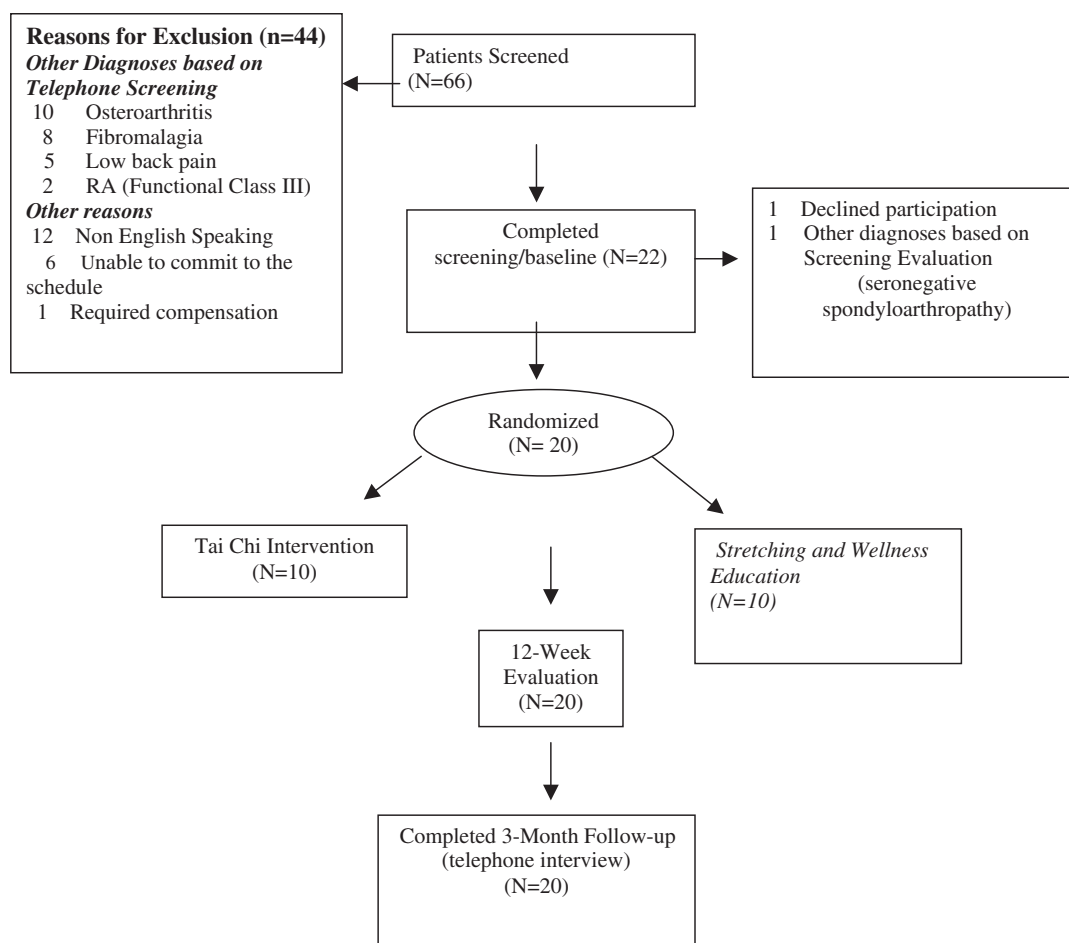 Reasons for Exclusion (n=44)
Other Diagnoses based on
Telephone Screening
10 Osteroarthritis
8 Fibromalagia
5 Low back pain
2 RA (Functional Class III)
Other reasons
12 Non English Speaking
6 Unable to commit to the
schedule
1 Required compensation
Patients Screened
(N=66)
Completed
screening/baseline (N=22)
1 Declined participation
1 Other diagnoses based on
Screening Evaluation
(seronegative
spondyloarthropathy)
Randomized
(N= 20)
Tai Chi Intervention
(N=10)
Stretching and Wellness
Education
(N=10)
12-Week
Evaluation
(N=20)
Completed 3-Month Follow-up
(telephone interview)
(N=20)